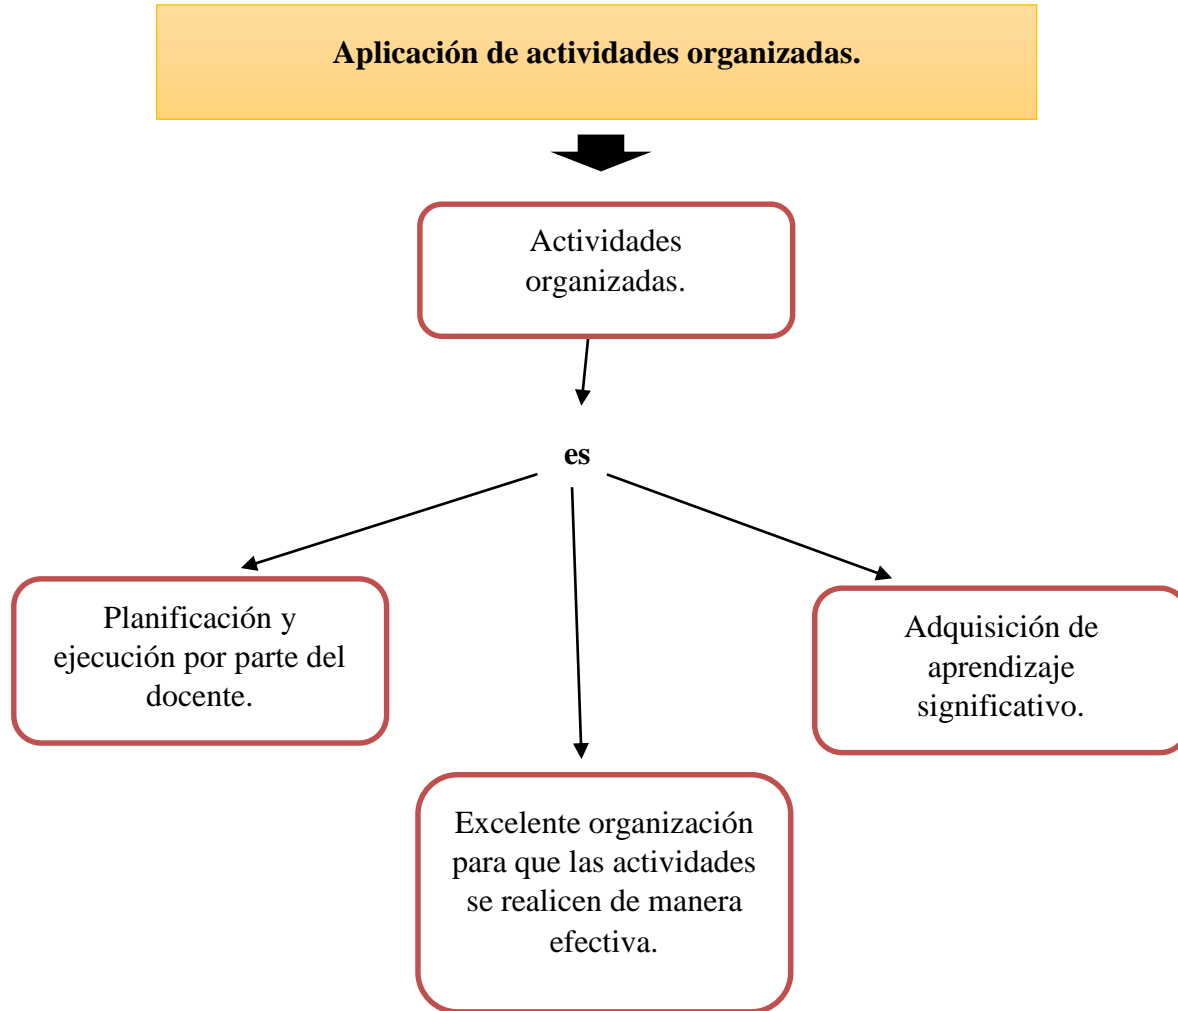 Aplicación de actividades organizadas.
Actividades
organizadas.
es
Planificación y
ejecución por parte del
docente.
Adquisición de
aprendizaje
significativo.
Excelente organización
para que las actividades
se realicen de manera
efectiva.